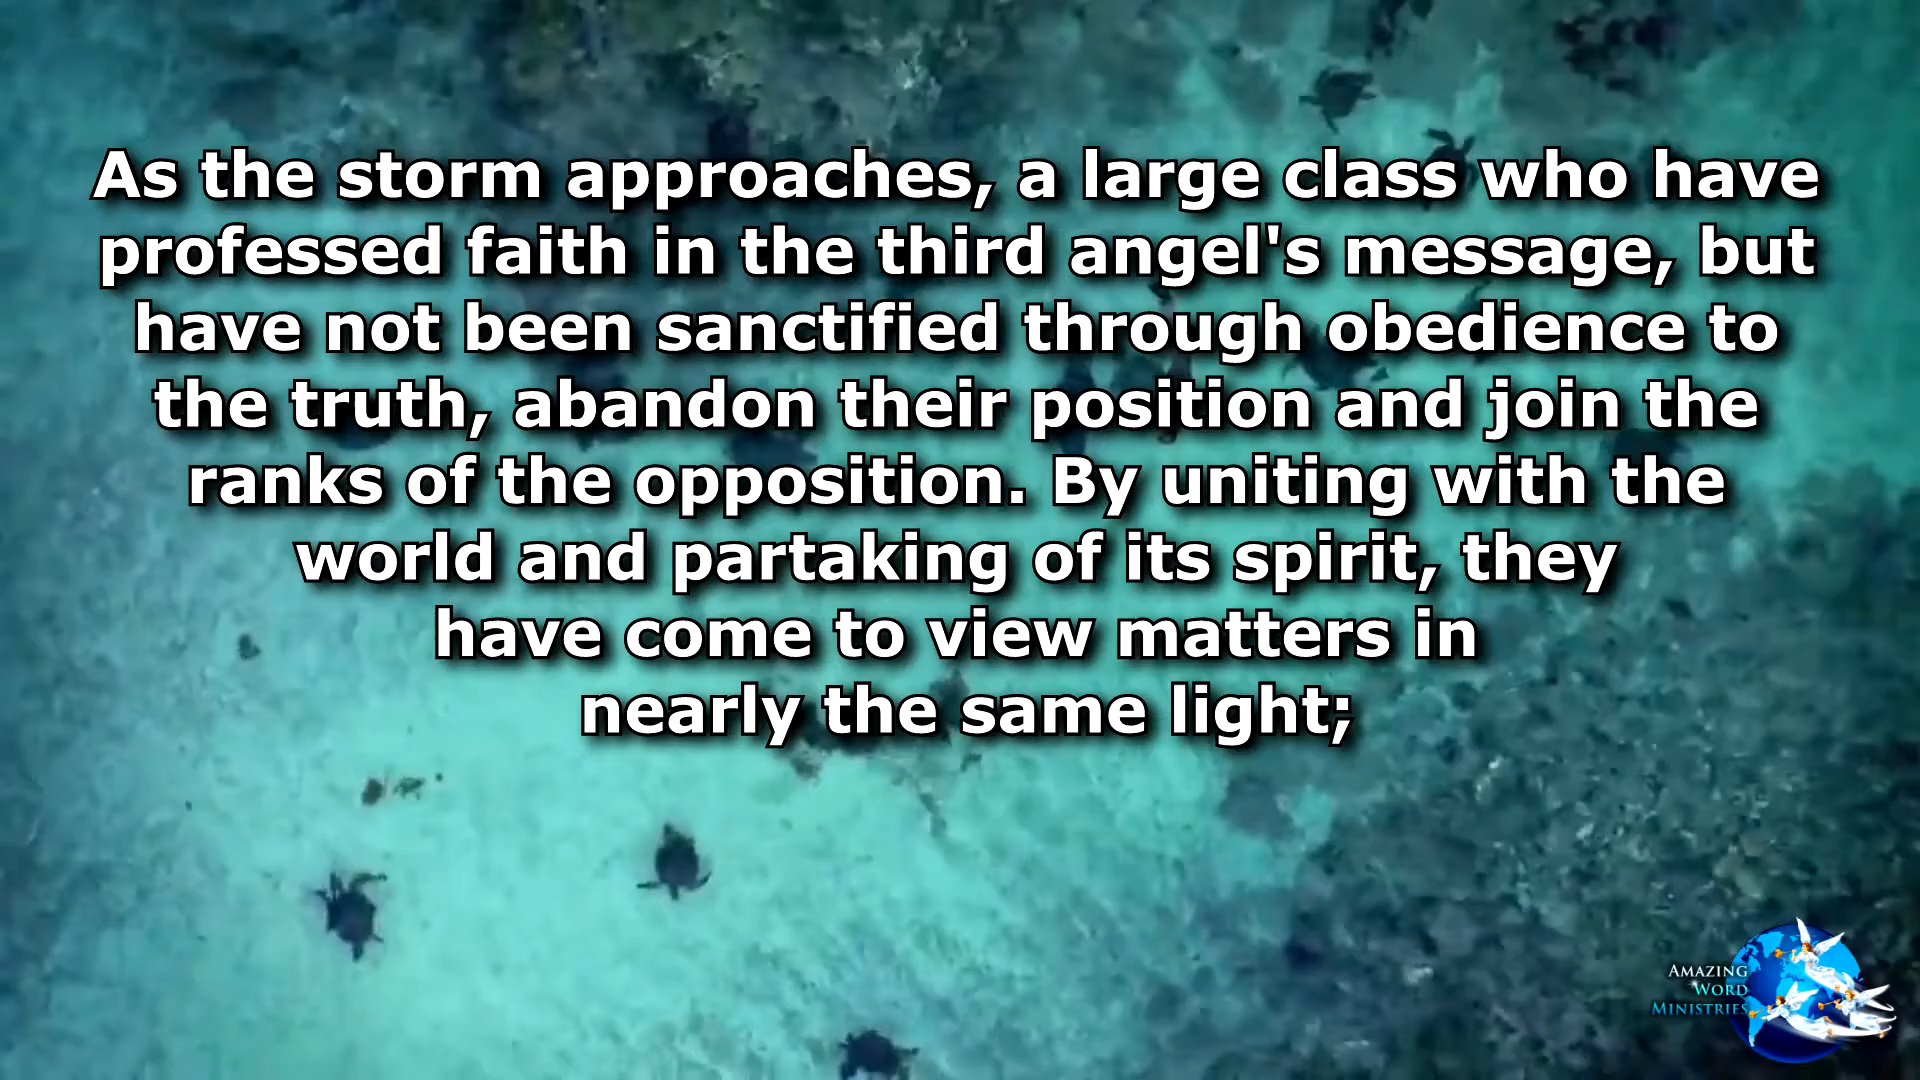 As the storm approaches, a large class who have
professed faith in the third angel's message, but
have not been sanctified through obedience to
the truth, abandon their position and join the
ranks of the opposition. By uniting with the
world and partaking of its spirit, they
have come to view matters in
nearly the same light;
AMAZING
WORD
MINISTRIES